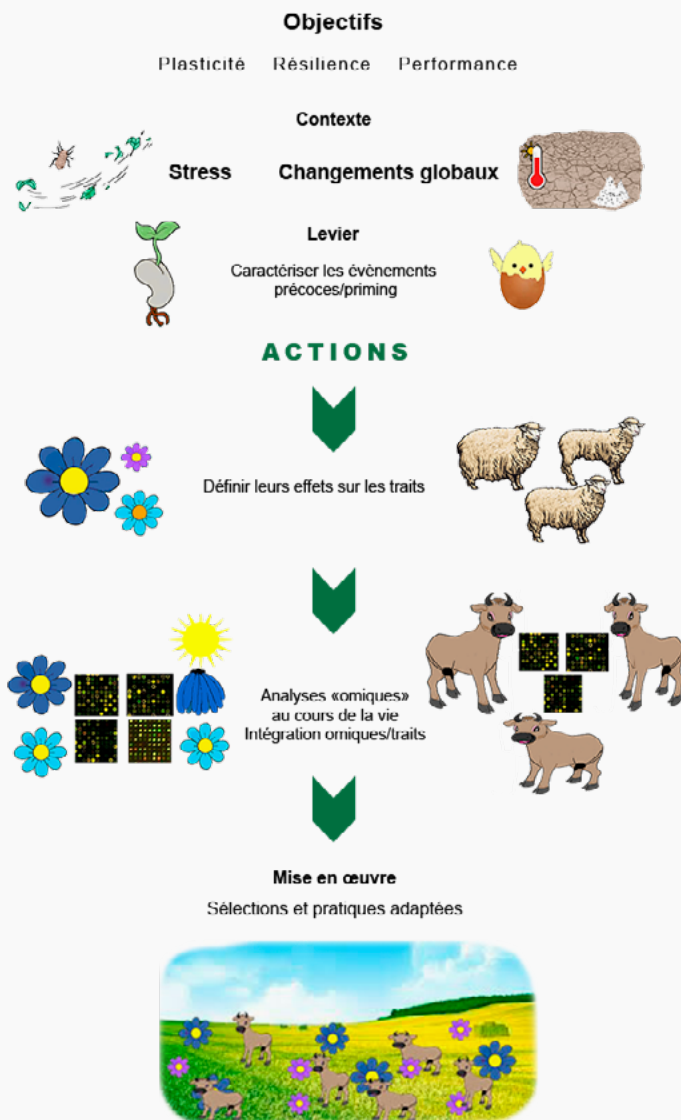 Objectifs
Plasticité Résilience Performance
Contexte
Stress Changements globaux
Levier
Caractériser les évènements
précoces/priming
ACTIONS
Définir leurs effets sur les traits
Analyses «omiques»
au cours de la vie
Intégration omiques/traits
Mise en œuvre
Sélections et pratiques adaptées